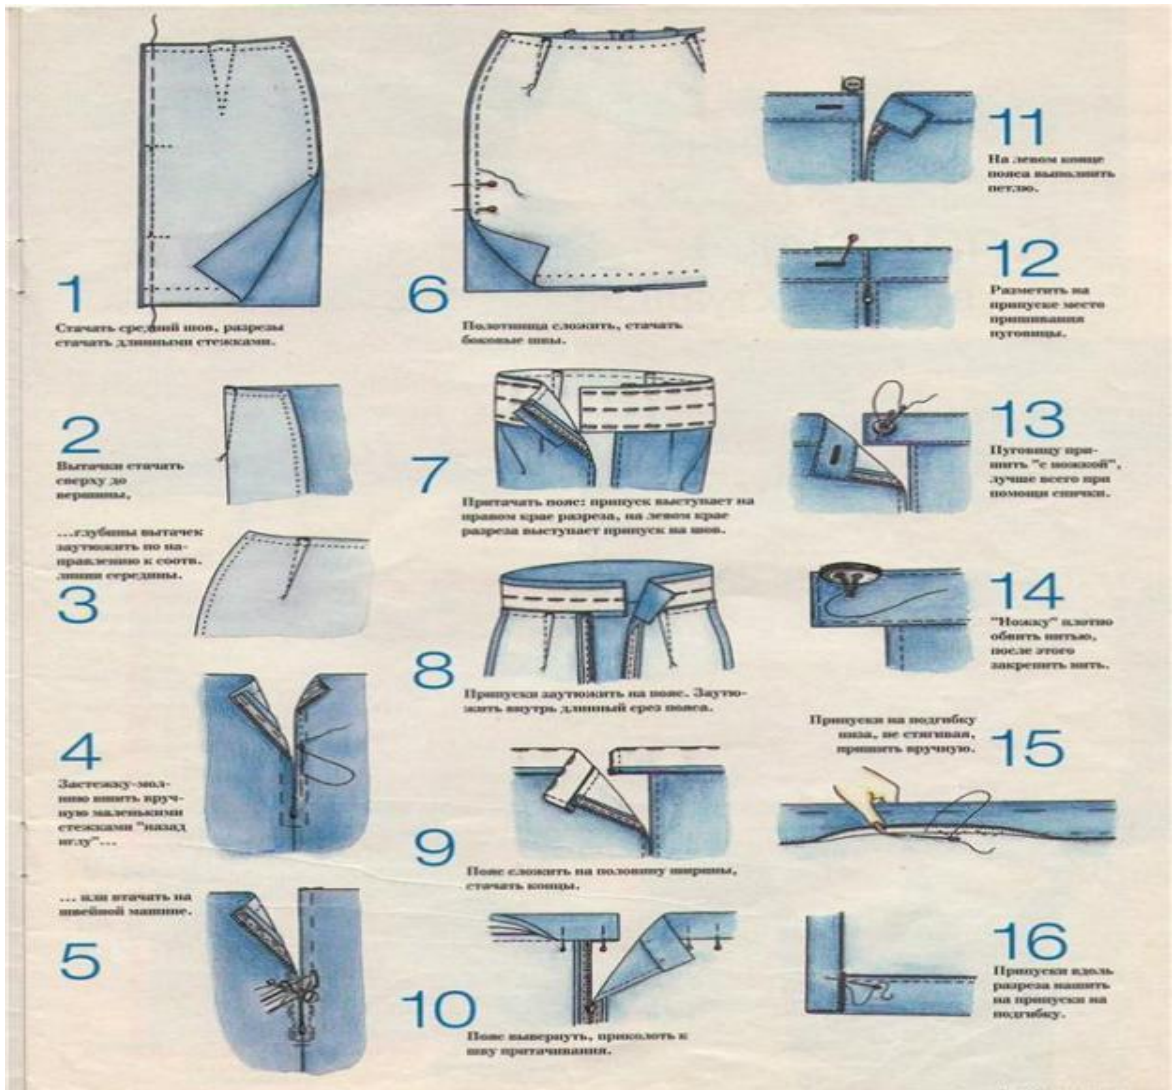 1
Стачать средний шов, разрезы
стачать длинными стежками.
2
Вытачки стачать
сверху до
вершины,
...глубины вытачек
заутюжить по на-
правлению к соотв.
линии середины.
3
4
Застежку-мол-
нию вшить вруч-
ную маленькими
стежками "назад
иглу"...
... или втачать на
швейной машине.
5
6
Полотнища сложить, стачать
боковые швы.
7
Притачать пояс: припуск выступает на
правом крае разреза, на левом крае
разреза выступает припуск на шов.
8
Припуски заутюжить на пояс. Заутю-
жить внутрь длинный срез пояса.
9
Пояс сложить на половину ширины,
стачать концы.
10
Пояс вывернуть, приколоть к
шву притачивания.
11
На левом конце
пояса выполнить
петлю.
12
Разметить на
припуске место
пришивания
пуговицы.
13
Пуговицу при-
шить "с ножкой",
лучше всего при
помощи спички.
14
"Ножку" плотно
обвить нитью,
после этого
закрепить нить.
Припуски на подгибку
низа, не стягивая,
пришить вручную.
15
16
Припуски вдоль
разреза нашить
на припуски на
подгибку.